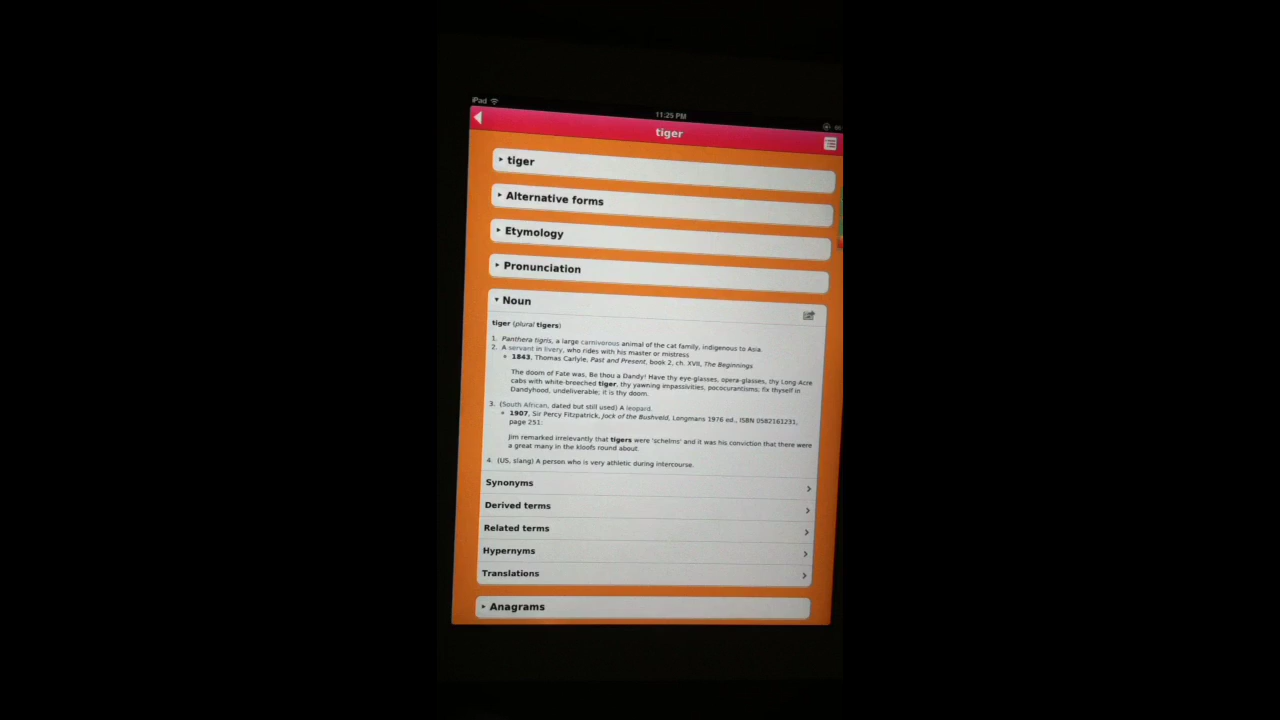 iPad
11:25 PM
tiger
tiger
Alternative forms
Etymology
Pronunciation
Noun
tiger (plural tigers)
1. Panthera tigris, a large carnivorous animal of the cat family, indigenous to Asia.
2. A servant in livery, who rides with his master or mistress
1843, Thomas Carlyle, Past and Present, book 2, ch. XVII, The Beginnings
The doom of Fate was, Be thou a Dandy! Have thy eye-glasses, opera-glasses, thy Long-Acre
cabs with white-breeched tiger, thy yawning impassivities, pococurantisms; fix thyself in
Dandyhood, undeliverable; it is thy doom.
3. (South African, dated but still used) A leopard.
1907, Sir Percy Fitzpatrick, Jock of the Bushveld, Longmans 1976 ed., ISBN 0582161231,
page 251:
Jim remarked irrelevantly that tigers were 'schelms' and it was his conviction that there were
a great many in the kloofs round about.
4. (US, slang) A person who is very athletic during intercourse.
Synonyms
Derived terms
Related terms
Hypernyms
Translations
Anagrams